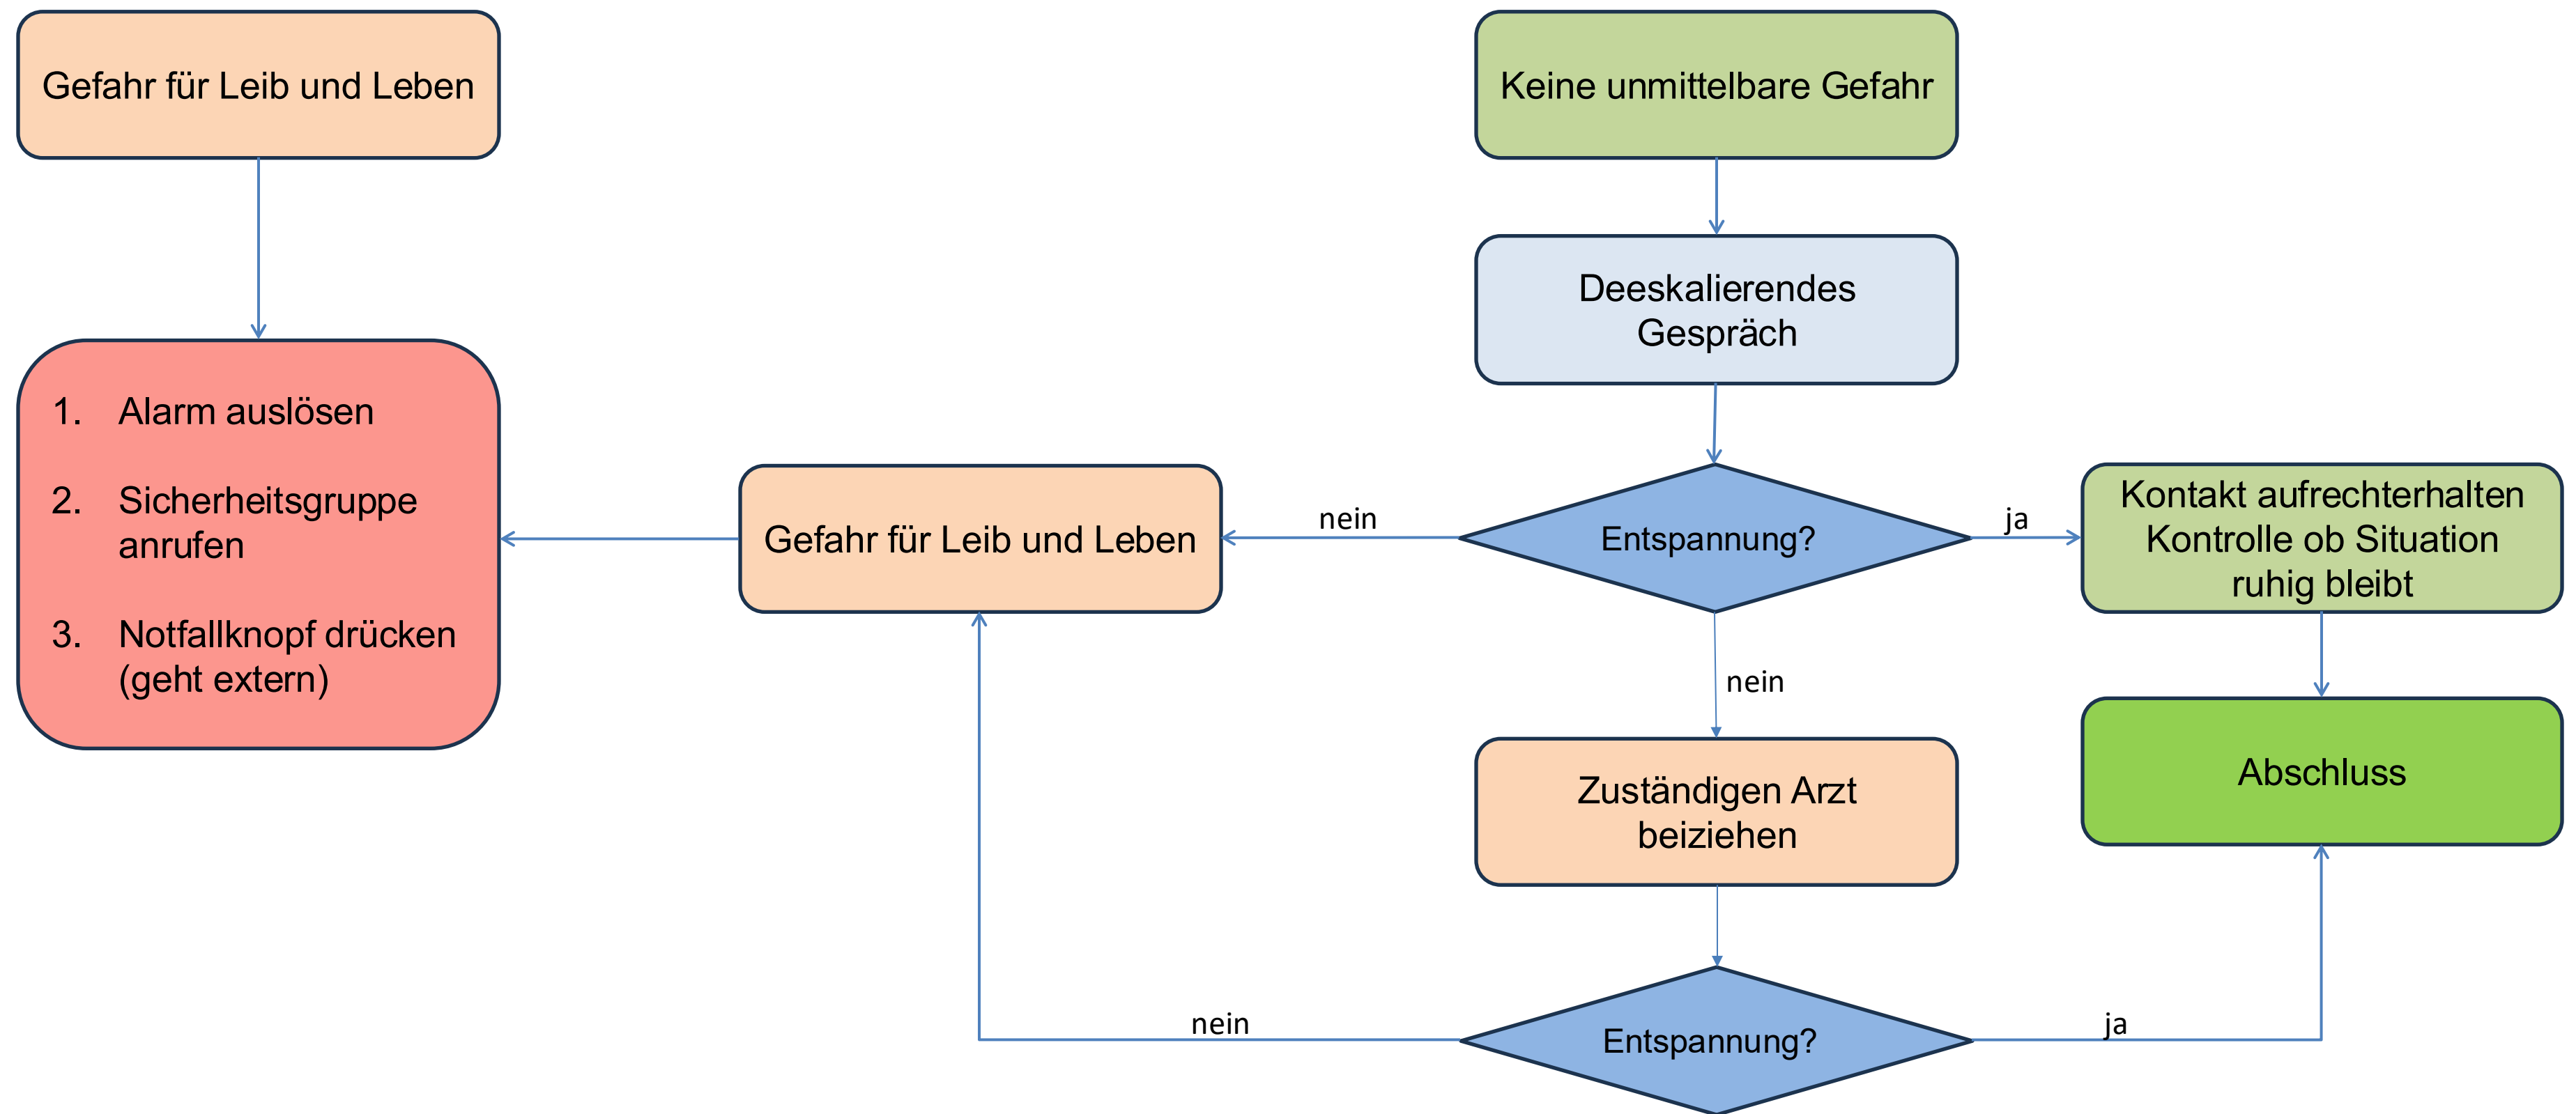 Gefahr für Leib und Leben
Keine unmittelbare Gefahr
Deeskalierendes
Gespräch
1. Alarm auslösen
2. Sicherheitsgruppe
anrufen
3. Notfallknopf drücken
(geht extern)
Gefahr für Leib und Leben
nein
Entspannung?
ja
Kontakt aufrechterhalten
Kontrolle ob Situation
ruhig bleibt
nein
Zuständigen Arzt
beiziehen
Abschluss
nein
Entspannung?
ja